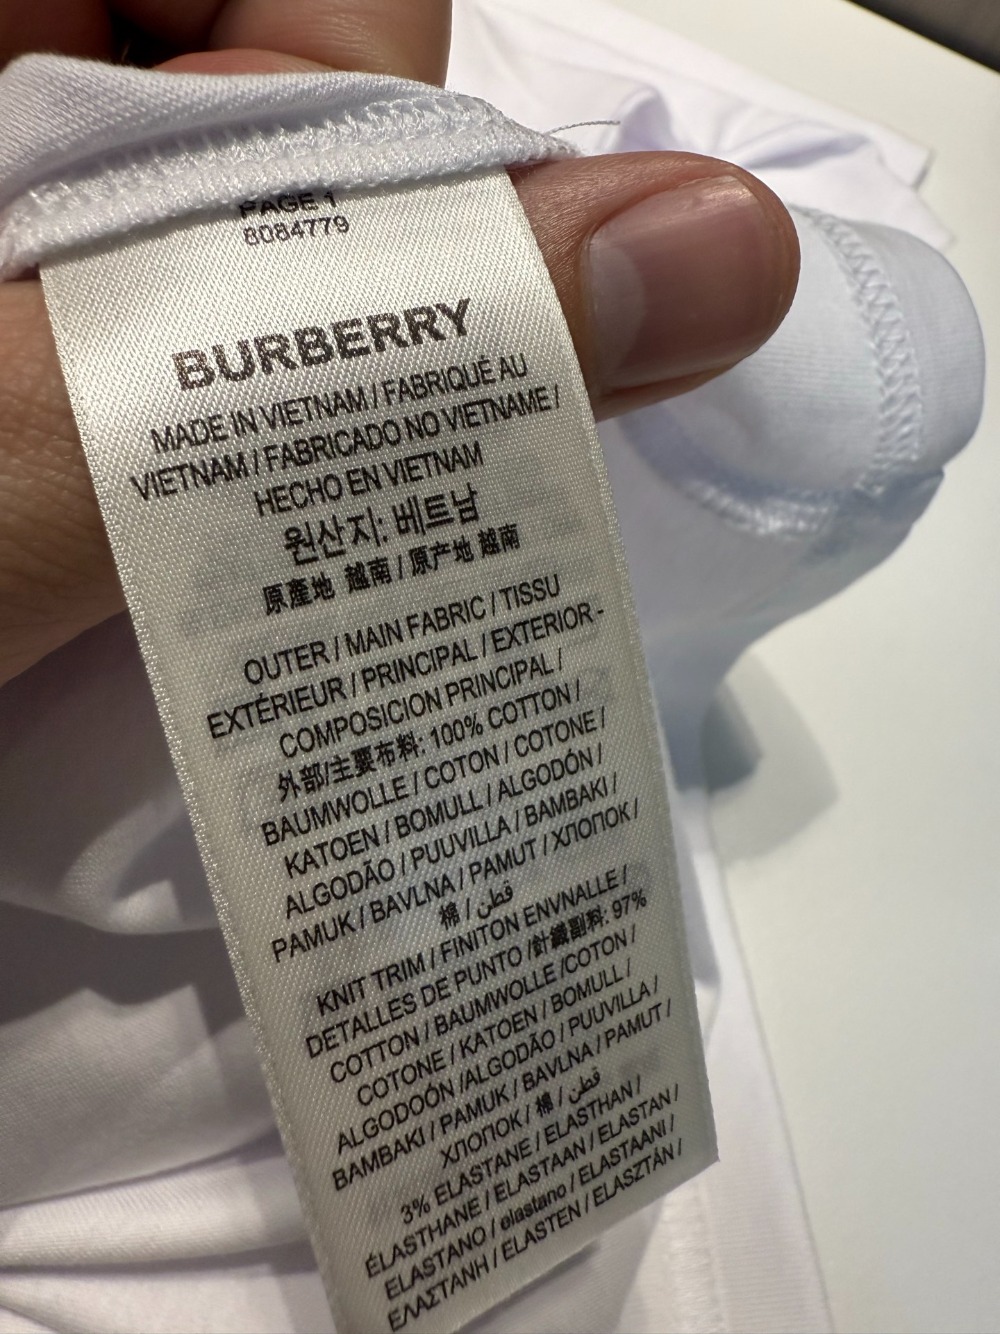 PAGE 1
8084779
BURBERRY
MADE IN VIETNAM / FABRIQUÉ AU
VIETNAM / FABRICADO NO VIETNAME /
HECHO EN VIETNAM
원산지: 베트남
原產地 越南 / 原产地 越南
OUTER / MAIN FABRIC / TISSU
EXTÉRIEUR / PRINCIPAL / EXTERIOR -
COMPOSICION PRINCIPAL /
外部/主要布料: 100% COTTON /
BAUMWOLLE / COTON / COTONE /
KATOEN / BOMULL / ALGODÓN /
ALGODÃO / PUUVILLA / BAMBAKI /
PAMUK / BAVLNA / PAMUT / ХЛОПОК /
棉 / قطن
KNIT TRIM / FINITON ENVNALLE /
DETALLES DE PUNTO /針織副料: 97%
COTTON / BAUMWOLLE /COTON /
COTONE / KATOEN / BOMULL /
ALGODOÓN /ALGODÃO / PUUVILLA /
BAMBAKI / PAMUK / BAVLNA / PAMUT /
ХЛОПОК / 棉 / قطن
3% ELASTANE / ELASTHAN /
ÉLASTHANE / ELASTAAN / ELASTAN /
ELASTANO / elastano / ELASTAANI /
ΕΛΑΣΤΑΝΗ / ELASTEN / ELASZTÁN /